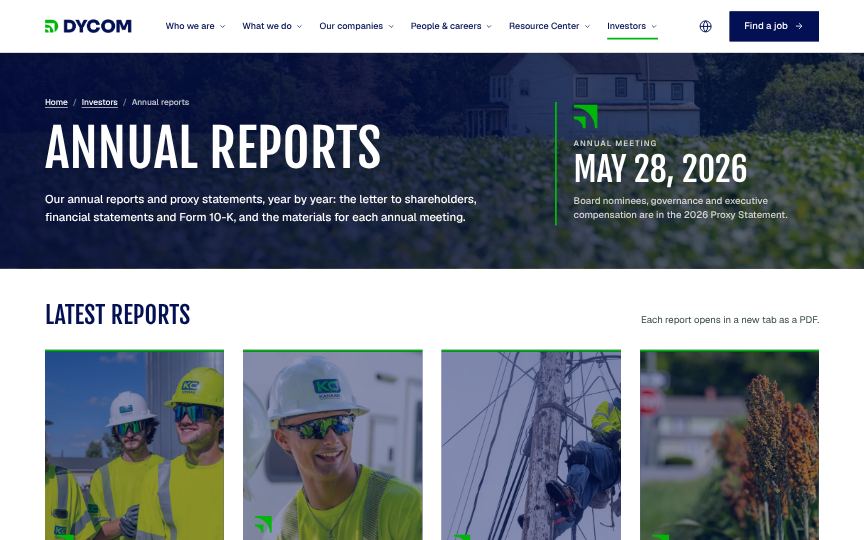 DYCOM
Who we are
What we do
Our companies
People & careers
Resource Center
Investors
Find a job
Home / Investors / Annual reports
ANNUAL REPORTS
Our annual reports and proxy statements, year by year: the letter to shareholders,
financial statements and Form 10-K, and the materials for each annual meeting.
ANNUAL MEETING
MAY 28, 2026
Board nominees, governance and executive
compensation are in the 2026 Proxy Statement.
LATEST REPORTS
Each report opens in a new tab as a PDF.
KC
KC
KC